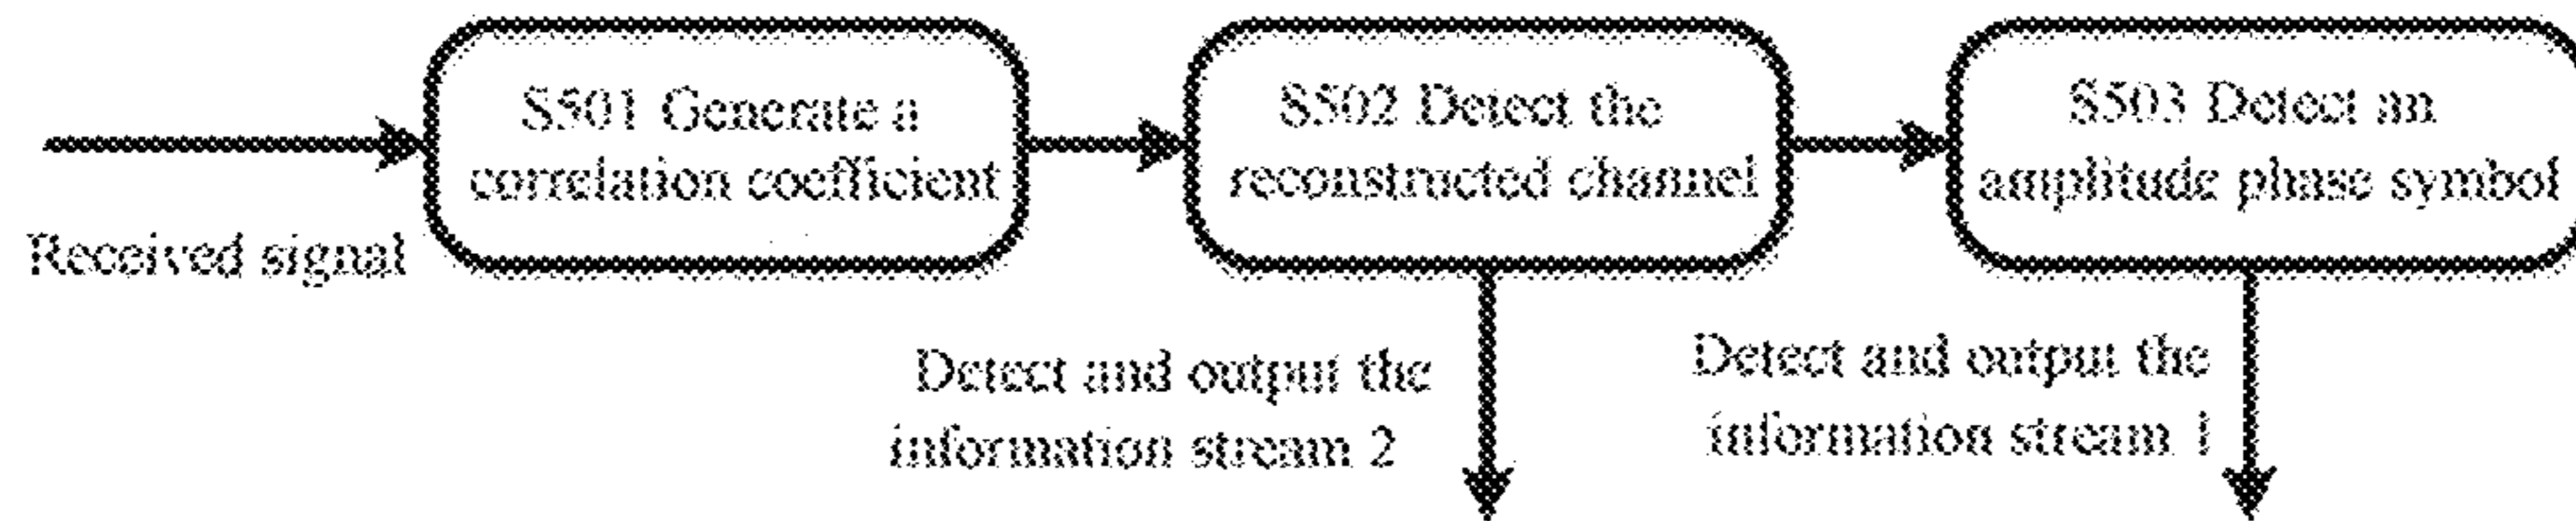 S501 Generate a
correlation coefficient
S502 Detect the
reconstructed channel
S503 Detect an
amplitude phase symbol
Received signal
Detect and output the
information stream 2
Detect and output the
information stream 1